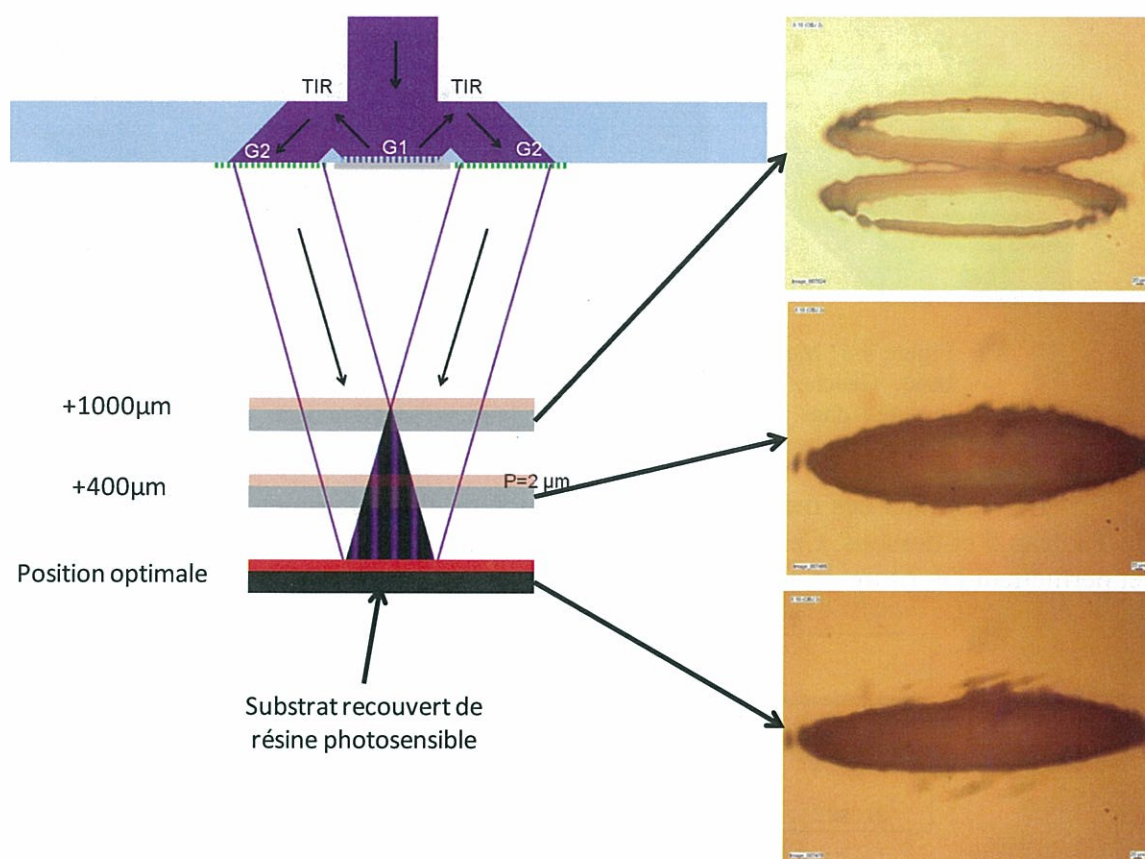 TIR
TIR
G2
G1
G2
+1000µm
+400µm
P=2 µm
Position optimale
Substrat recouvert de
résine photosensible